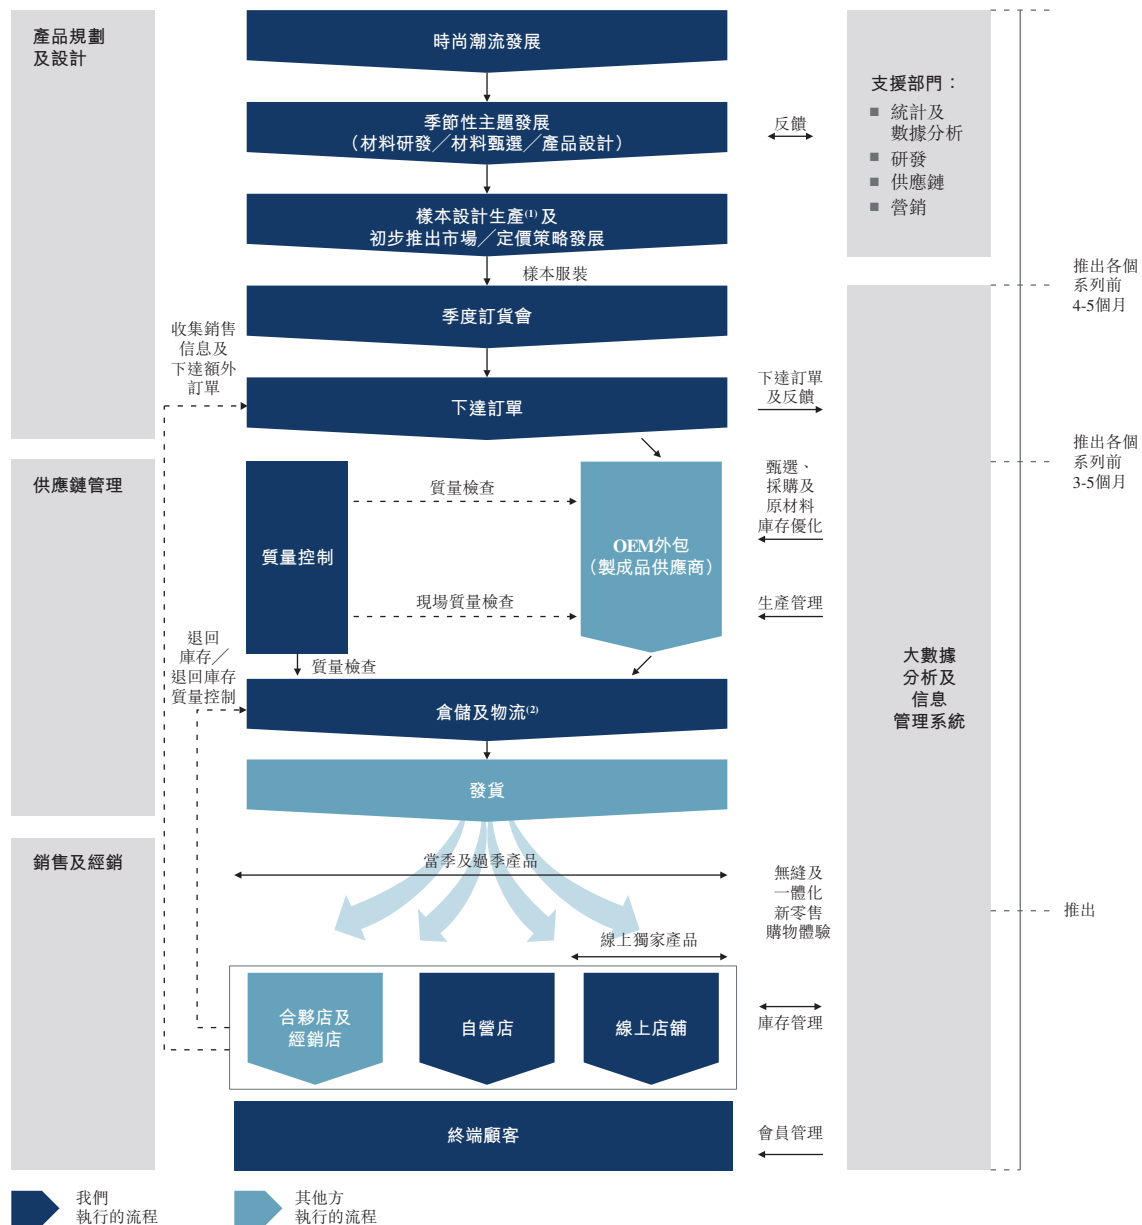 產品規劃
及設計
時尚潮流發展
季節性主題發展
(材料研發╱材料甄選╱產品設計)
反饋
支援部門：
■ 統計及
數據分析
■ 研發
■ 供應鏈
■ 營銷
樣本設計生產(1)及
初步推出市場╱定價策略發展
樣本服裝
推出各個
系列前
4-5個月
季度訂貨會
收集銷售
信息及
下達額外
訂單
下達訂單
下達訂單
及反饋
推出各個
系列前
3-5個月
供應鏈管理
質量控制
質量檢查
現場質量檢查
質量檢查
OEM外包
(製成品供應商)
甄選、
採購及
原材料
庫存優化
生產管理
退回
庫存╱
退回庫存
質量控制
大數據
分析及
信息
管理系統
倉儲及物流(2)
發貨
銷售及經銷
當季及過季產品
無縫及
一體化
新零售
購物體驗
推出
線上獨家產品
合夥店及
經銷店
自營店
線上店舖
庫存管理
終端顧客
會員管理
我們
執行的流程
其他方
執行的流程